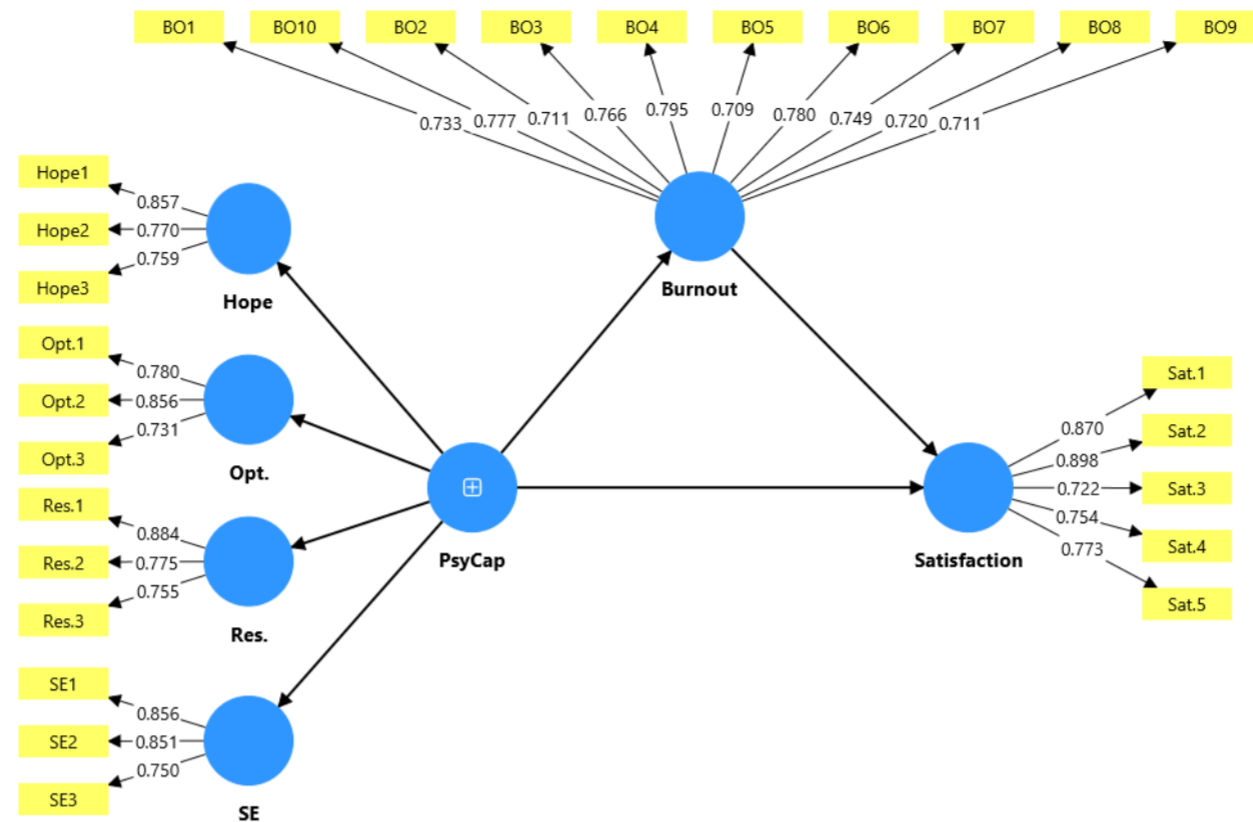 BO1 BO10 BO2 BO3 BO4 BO5 BO6 BO7 BO8 BO9
0.733 0.777 0.711 0.766 0.795 0.709 0.780 0.749 0.720 0.711
Burnout
Hope1
0.857
Hope2
0.770
Hope3
0.759
Hope
Opt.1
0.780
Opt.2
0.856
Opt.3
0.731
Opt.
Res.1
0.884
Res.2
0.775
Res.3
0.755
Res.
SE1
0.856
SE2
0.851
SE3
0.750
SE
PsyCap
Sat.1
0.870
Sat.2
0.898
Sat.3
0.722
Sat.4
0.754
Sat.5
0.773
Satisfaction